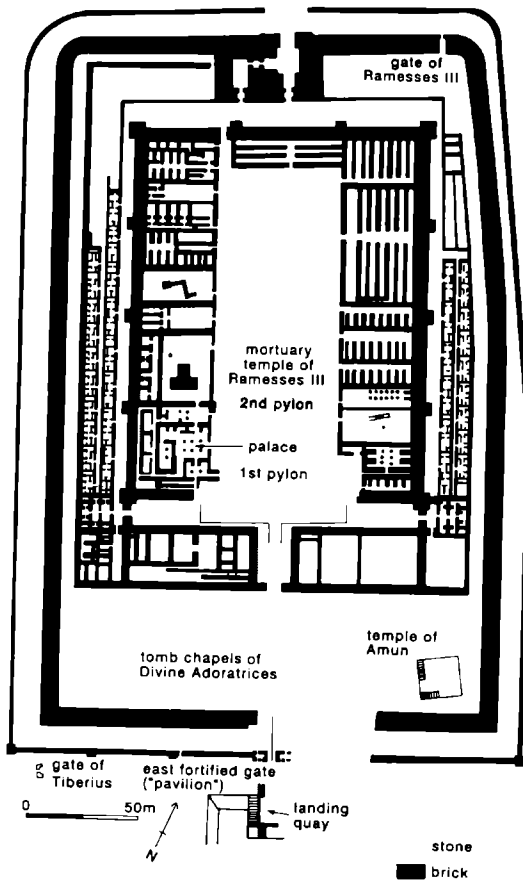 gate of
Ramesses III
mortuary
temple of
Ramesses III
2nd pylon
palace
1st pylon
tomb chapels of
Divine Adoratrices
temple of
Amun
gate of
Tiberius
east fortified gate
("pavilion")
0 50m
N
landing
quay
stone
brick